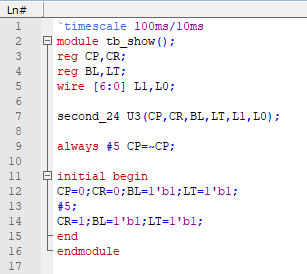 Ln#
1 `timescale 100ms/10ms
2 module tb_show();
3 reg CP,CR;
4 reg BL,LT;
5 wire [6:0] L1,L0;
6
7 second_24 U3(CP,CR,BL,LT,L1,L0);
8
9 always #5 CP=~CP;
10
11 initial begin
12 CP=0;CR=0;BL=1'b1;LT=1'b1;
13 #5;
14 CR=1;BL=1'b1;LT=1'b1;
15 end
16 endmodule
17